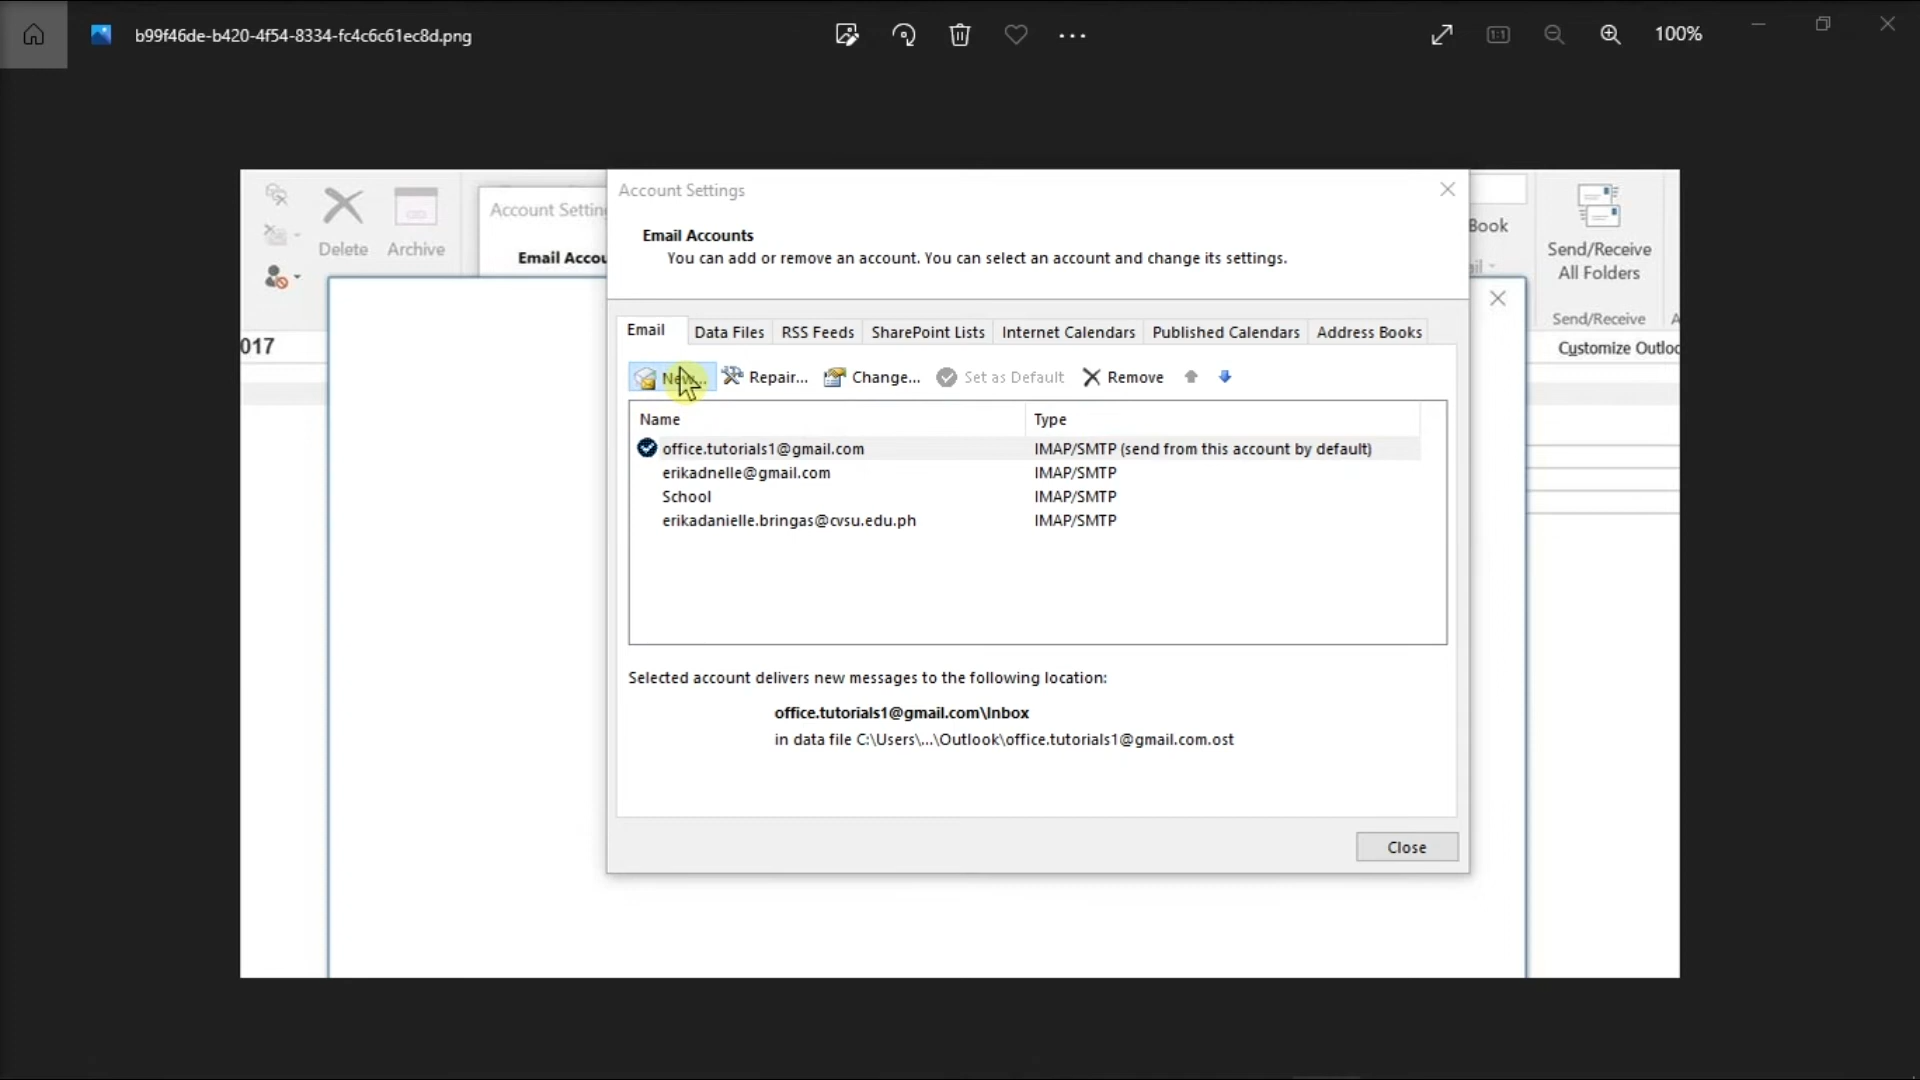 b99f46de-b420-4f54-8334-fc4c6c61ec8d.png
100%
Account Settings
Email Accounts
You can add or remove an account. You can select an account and change its settings.
Email
Data Files
RSS Feeds
SharePoint Lists
Internet Calendars
Published Calendars
Address Books
New...
Repair...
Change...
Set as Default
Remove
Name
Type
office.tutorials1@gmail.com
IMAP/SMTP (send from this account by default)
erikadnelle@gmail.com
IMAP/SMTP
School
IMAP/SMTP
erikadanielle.bringas@cvsu.edu.ph
IMAP/SMTP
Selected account delivers new messages to the following location:
office.tutorials1@gmail.com\Inbox
in data file C:\Users\...\Outlook\office.tutorials1@gmail.com.ost
Close
Delete
Archive
Account Settin
Email Accou
017
Book
Send/Receive
All Folders
Send/Receive
Customize Outloo